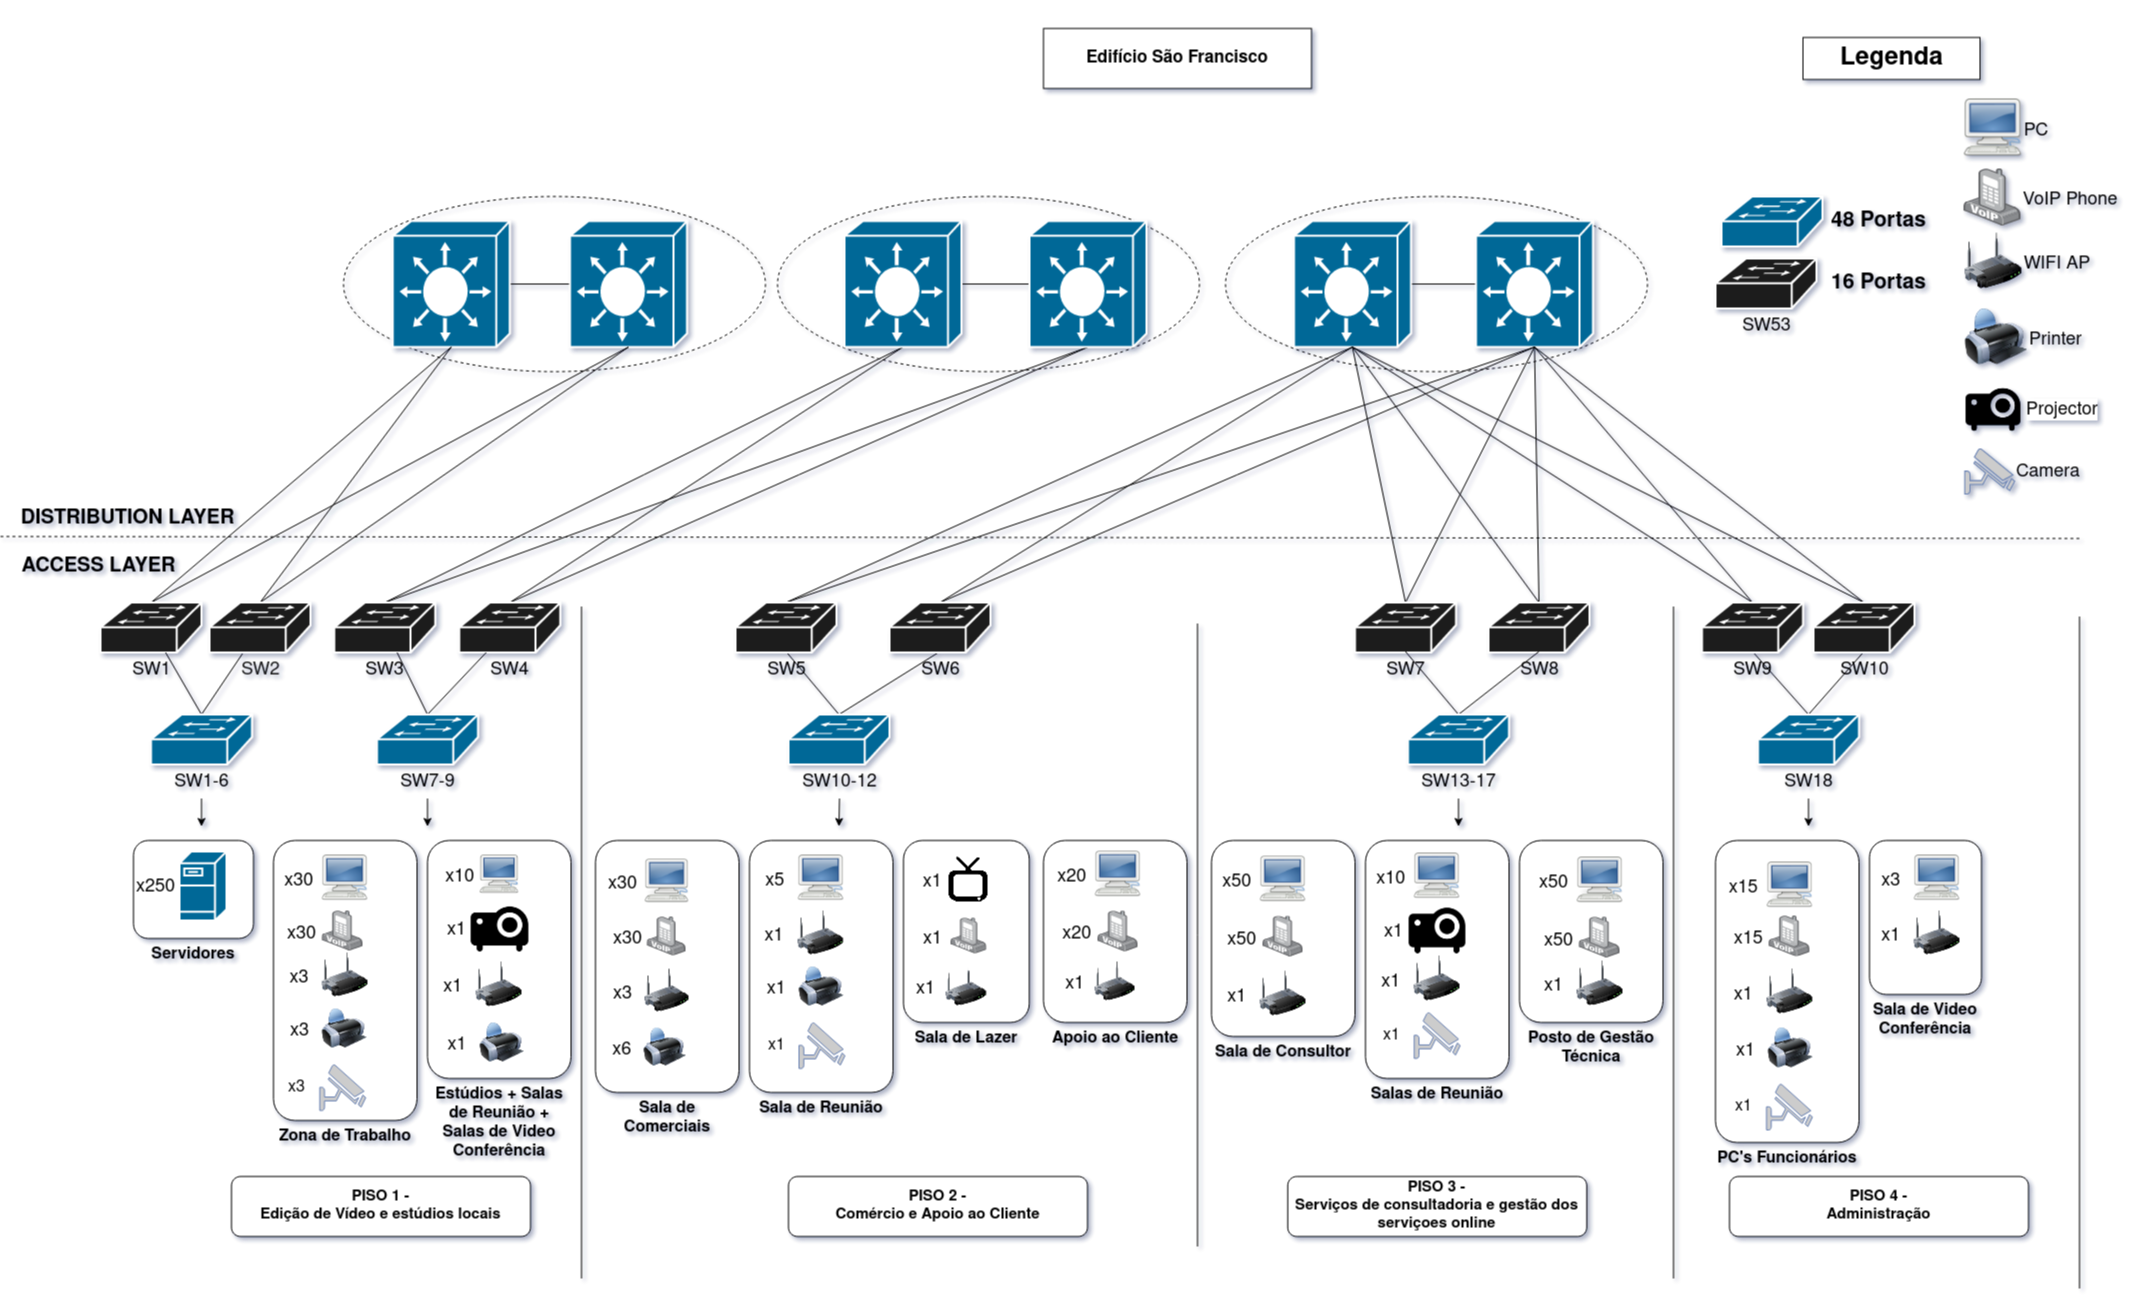 Edifício São Francisco
Legenda
PC
VoIP Phone
48 Portas
WIFI AP
16 Portas
SW53
Printer
Projector
Camera
DISTRIBUTION LAYER
ACCESS LAYER
SW1
SW2
SW3
SW4
SW5
SW6
SW7
SW8
SW9
SW10
SW1-6
SW7-9
SW10-12
SW13-17
SW18
x250
Servidores
x30
x30
VoIP
x3
x3
x3
Zona de Trabalho
x10
x1
x1
x1
Estúdios + Salas
de Reunião +
Salas de Video
Conferência
x30
x30
VoIP
x3
x6
Sala de
Comerciais
x5
x1
x1
x1
Sala de Reunião
x1
x1
VoIP
x1
Sala de Lazer
x20
x20
VoIP
x1
Apoio ao Cliente
x50
x50
VoIP
x1
Sala de Consultor
x10
x1
x1
x1
Salas de Reunião
x50
x50
VoIP
x1
Posto de Gestão
Técnica
x15
x15
VoIP
x1
x1
x1
PC's Funcionários
x3
x1
Sala de Video
Conferência
PISO 1 -
Edição de Vídeo e estúdios locais
PISO 2 -
Comércio e Apoio ao Cliente
PISO 3 -
Serviços de consultadoria e gestão dos
serviçoes online
PISO 4 -
Administração